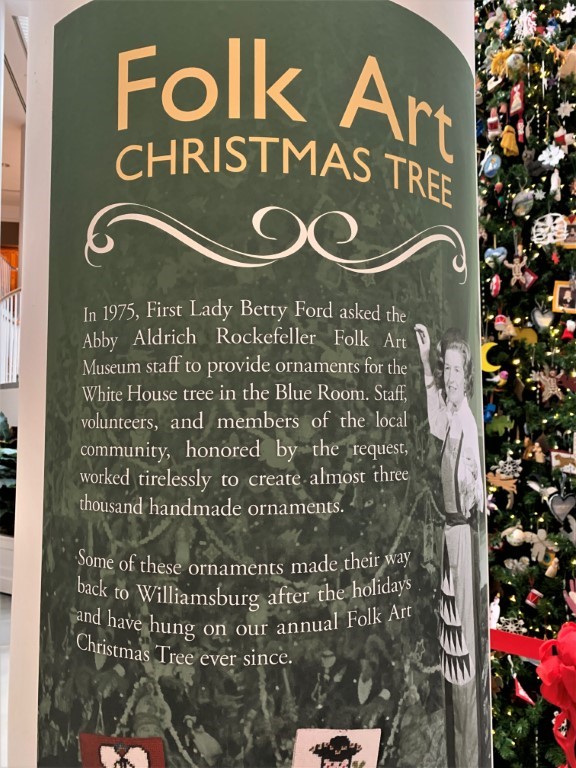 Folk Art
CHRISTMAS TREE
In 1975, First Lady Betty Ford asked the
Abby Aldrich Rockefeller Folk Art
Museum staff to provide ornaments for the
White House tree in the Blue Room. Staff,
volunteers, and members of the local
community, honored by the request,
worked tirelessly to create almost three
thousand handmade ornaments.
Some of these ornaments made their way
back to Williamsburg after the holidays
and have hung on our annual Folk Art
Christmas Tree ever since.